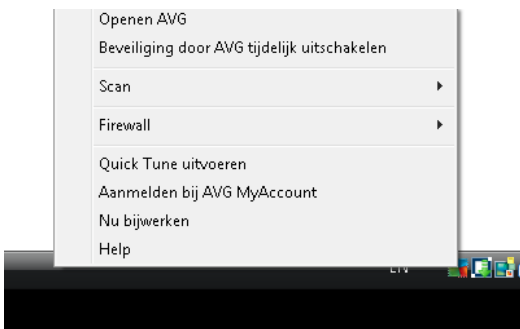 Openen AVG
Beveiliging door AVG tijdelijk uitschakelen
Scan
Firewall
Quick Tune uitvoeren
Aanmelden bij AVG MyAccount
Nu bijwerken
Help